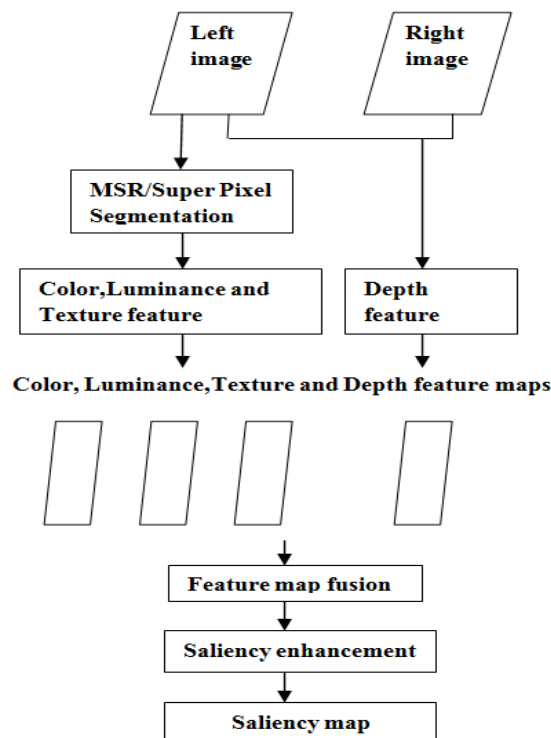 Left
image
Right
image
MSR/Super Pixel
Segmentation
Color,Luminance and
Texture feature
Depth
feature
Color, Luminance,Texture and Depth feature maps
Feature map fusion
Saliency enhancement
Saliency map